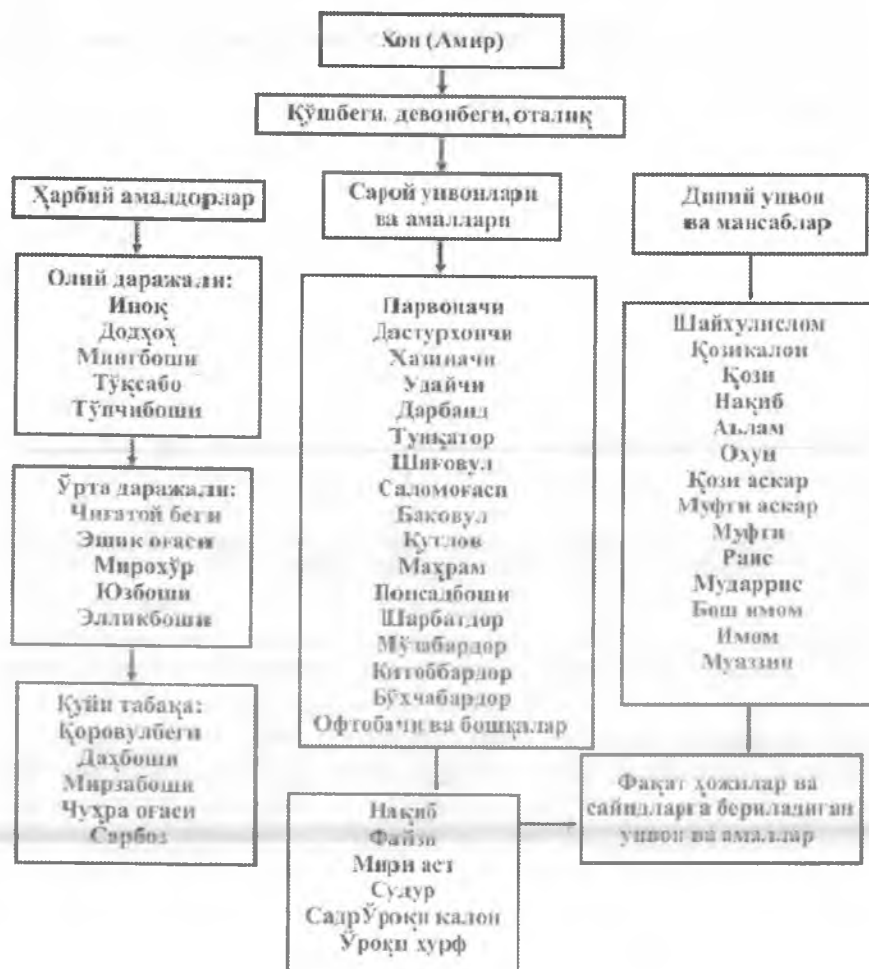 Хон (Амир)
Қўшбеги, девонбеги, оталиқ
Ҳарбий амалдорлар
Олий даражали:
Иноқ
Додҳоҳ
Мингбоши
Тўқсабо
Тўпчибоши
Ўрта даражали:
Чиғатой беги
Эшик оғаси
Мирохўр
Юзбоши
Элликбоши
Қуйи табақа:
Қоровулбеги
Даҳбоши
Мирзабоши
Чуҳра оғаси
Сарбоз
Сарой унвонлари
ва амаллари
Парвоначи
Дастурхончи
Хазиначи
Удайчи
Дарбанд
Тунқатор
Шиғовул
Саломоғаси
Баковул
Қутлов
Маҳрам
Понсадбоши
Шарбатдор
Мўзабардор
Китоббардор
Бўхчабардор
Офтобачи ва бошқалар
Нақиб
Файзи
Мири аст
Судур
СадрЎроқи калон
Ўроқи хурф
Диний унвон
ва мансаблар
Шайхулислом
Қозикалон
Қози
Нақиб
Аълам
Охун
Қози аскар
Муфти аскар
Муфти
Раис
Мударрис
Бош имом
Имом
Муаззин
Фақат ҳожилар ва
сайидларга бериладиган
унвон ва амаллар